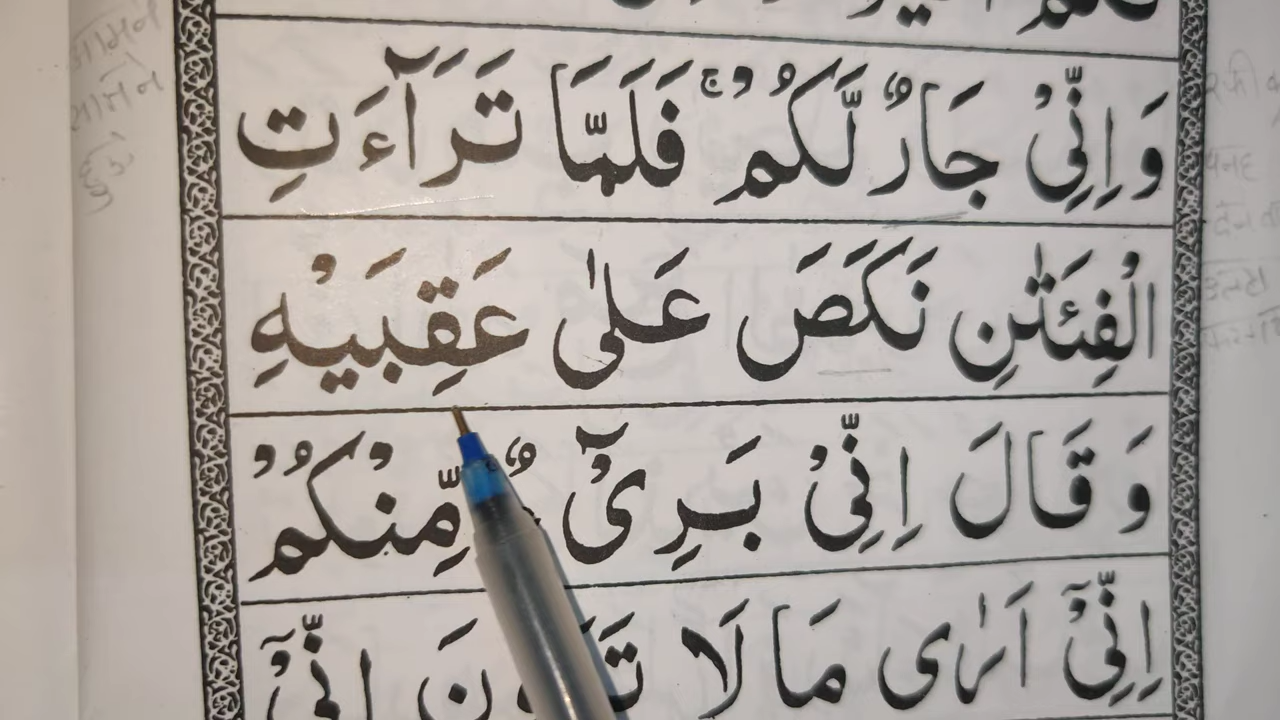 وَاِنِّیْ جَارٌ لَّكُمْ ۚ فَلَمَّا تَرَآءَتِ
الْفِئَتٰنِ نَكَصَ عَلٰی عَقِبَیْهِ
وَ قَالَ اِنِّیْ بَرِیْٓءٌ مِّنْكُمْ
اِنِّیْۤ اَرٰی مَا لَا اِنِّیْۤ